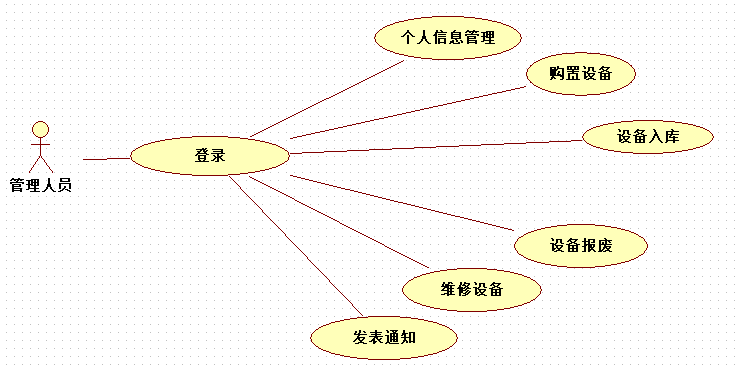 个人信息管理
购置设备
设备入库
登录
管理人员
设备报废
维修设备
发表通知